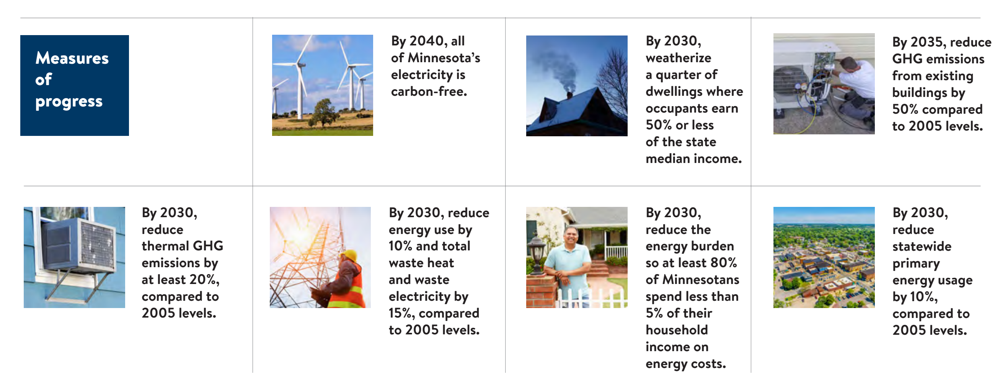 Measures
of
progress
By 2040, all
of Minnesota's
electricity is
carbon-free.
By 2030,
weatherize
a quarter of
dwellings where
occupants earn
50% or less
of the state
median income.
By 2035, reduce
GHG emissions
from existing
buildings by
50% compared
to 2005 levels.
By 2030,
reduce
thermal GHG
emissions by
at least 20%,
compared to
2005 levels.
By 2030, reduce
energy use by
10% and total
waste heat
and waste
electricity by
15%, compared
to 2005 levels.
By 2030,
reduce the
energy burden
so at least 80%
of Minnesotans
spend less than
5% of their
household
income on
energy costs.
By 2030,
reduce
statewide
primary
energy usage
by 10%,
compared to
2005 levels.